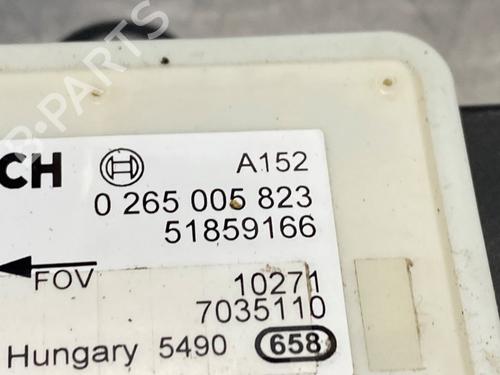 B-PARTS
CH A152
0 265 005 823
51859166
FOV
10271
7035110
Hungary 5490 658